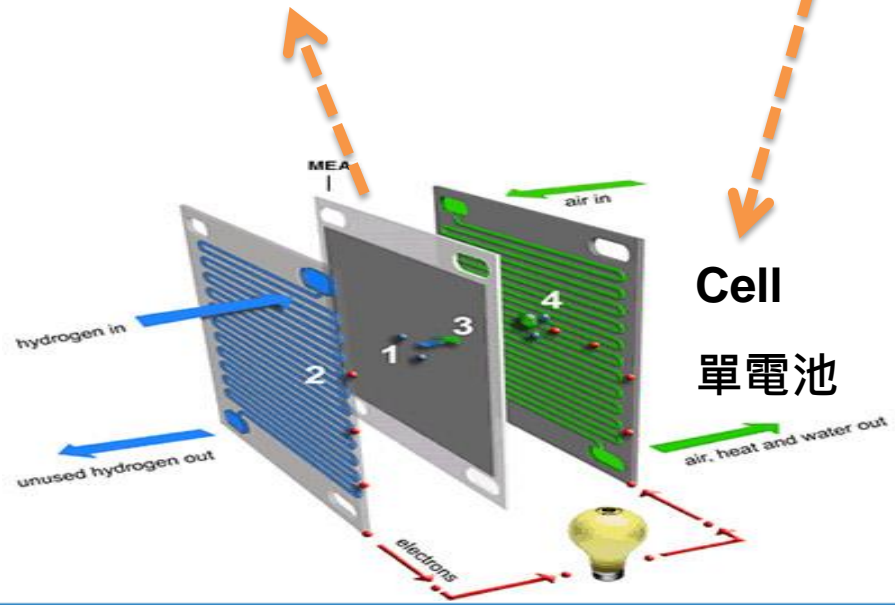 MEA
air in
hydrogen in
1
2
3
4
Cell
單電池
unused hydrogen out
air, heat and water out
electrons